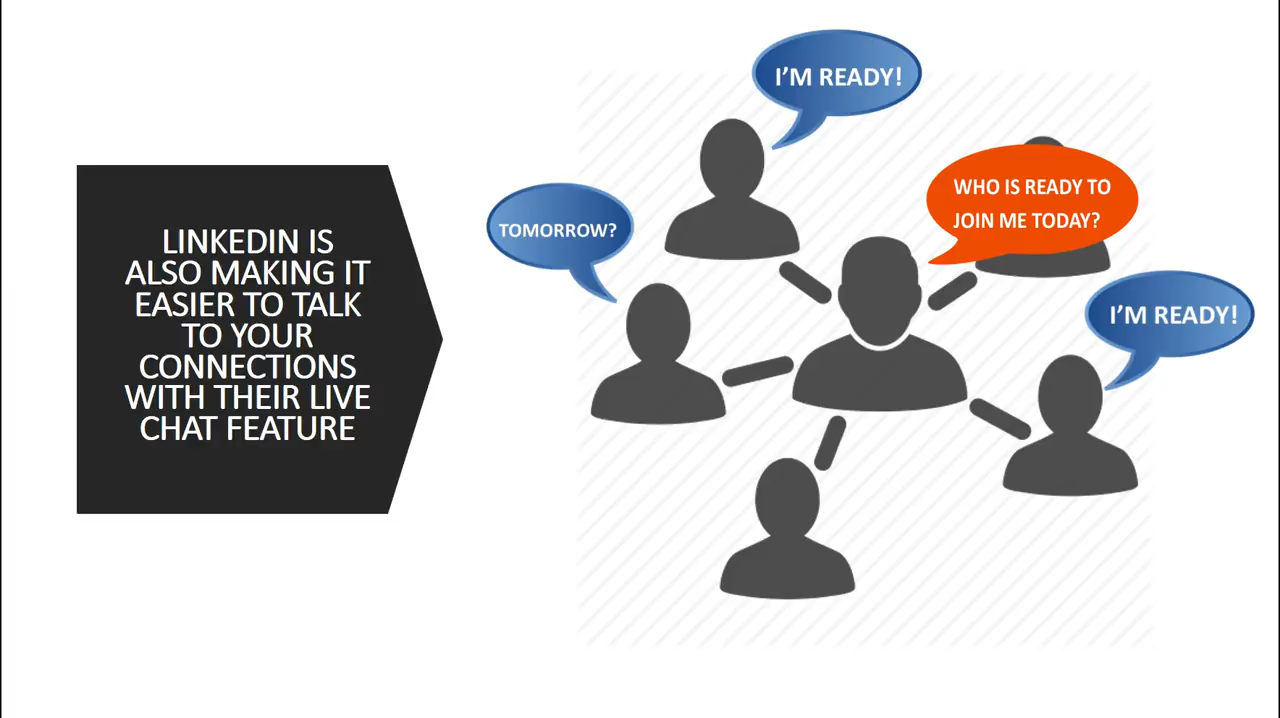 LINKEDIN IS
ALSO MAKING IT
EASIER TO TALK
TO YOUR
CONNECTIONS
WITH THEIR LIVE
CHAT FEATURE
I'M READY!
WHO IS READY TO
JOIN ME TODAY?
TOMORROW?
I'M READY!